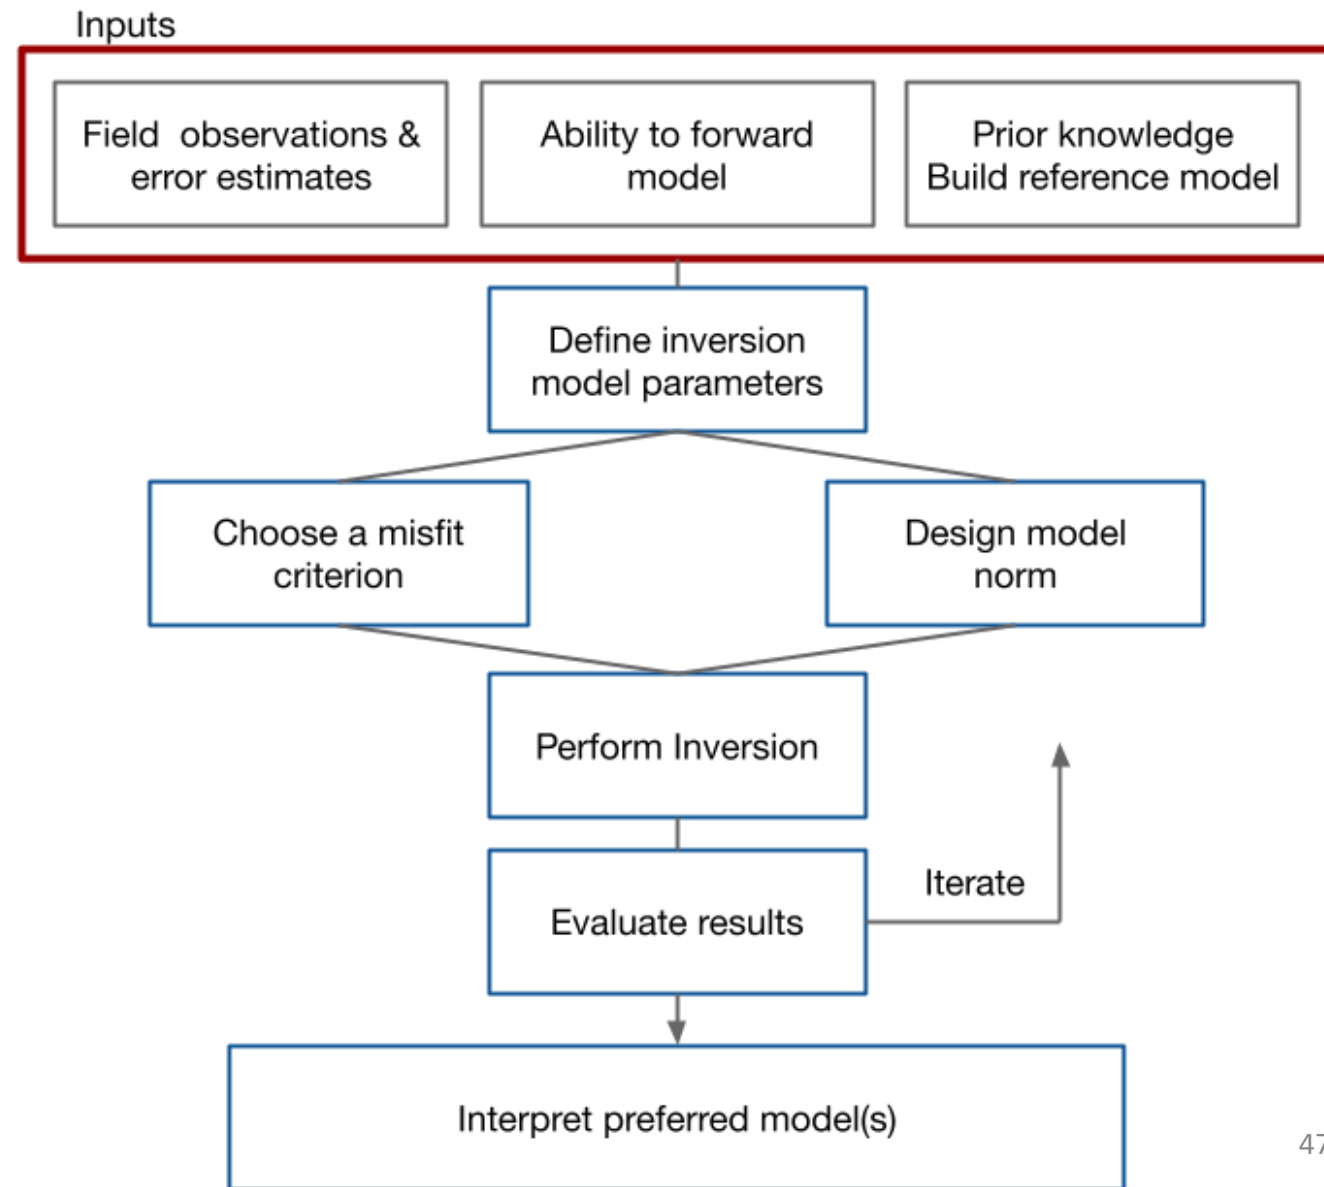 Inputs
Field observations &
error estimates
Ability to forward
model
Prior knowledge
Build reference model
Define inversion
model parameters
Choose a misfit
criterion
Design model
norm
Perform Inversion
Iterate
Evaluate results
Interpret preferred model(s)
47